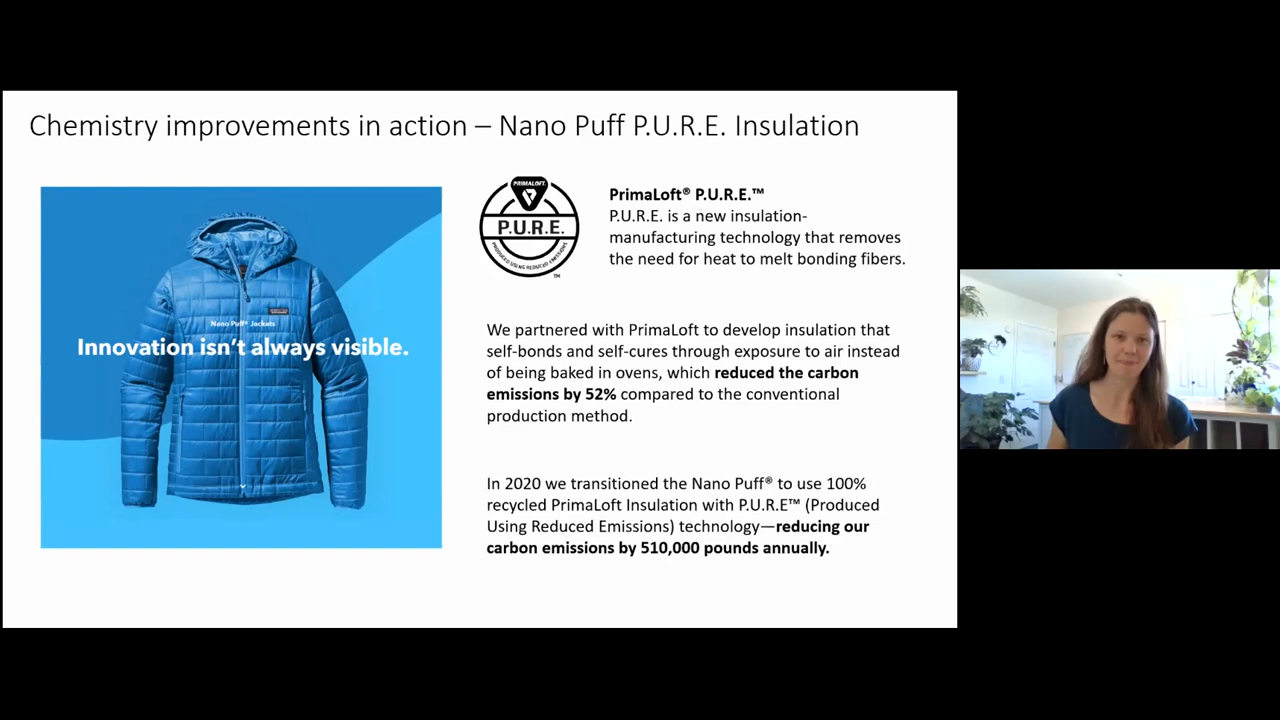 Chemistry improvements in action – Nano Puff P.U.R.E. Insulation
Nano Puff® Jackets
Innovation isn't always visible.
PRIMALOFT.
P.U.R.E.
PRODUCED USING REDUCED EMISSIONS
™
PrimaLoft® P.U.R.E.™
P.U.R.E. is a new insulation-
manufacturing technology that removes
the need for heat to melt bonding fibers.
We partnered with PrimaLoft to develop insulation that
self-bonds and self-cures through exposure to air instead
of being baked in ovens, which reduced the carbon
emissions by 52% compared to the conventional
production method.
In 2020 we transitioned the Nano Puff® to use 100%
recycled PrimaLoft Insulation with P.U.R.E™ (Produced
Using Reduced Emissions) technology—reducing our
carbon emissions by 510,000 pounds annually.